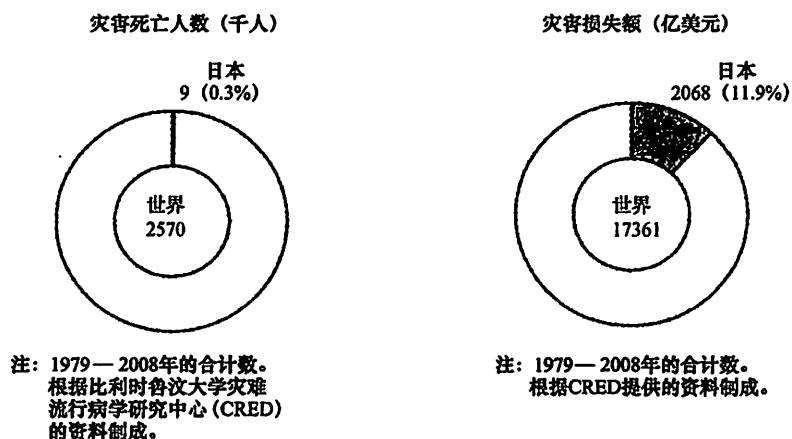 灾害死亡人数（千人）
日本
9（0.3%）
世界
2570
注：1979— 2008年的合计数。
根据比利时鲁汶大学灾难
流行病学研究中心（CRED）
的资料制成。
灾害损失额（亿美元）
日本
2068（11.9%）
世界
17361
注：1979— 2008年的合计数。
根据CRED提供的资料制成。